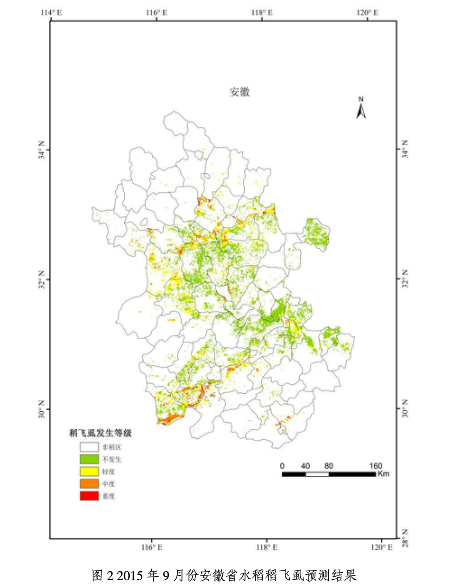 114° E 116° E 118° E 120° E
安徽
N
34° N 34° N
32° N 32° N
30° N 30° N
稻飞虱发生等级
非稻区
不发生
轻度
中度
重度
0 40 80 160
Km
28° N
116° E 118° E 120° E
图 2 2015 年 9 月份安徽省水稻稻飞虱预测结果